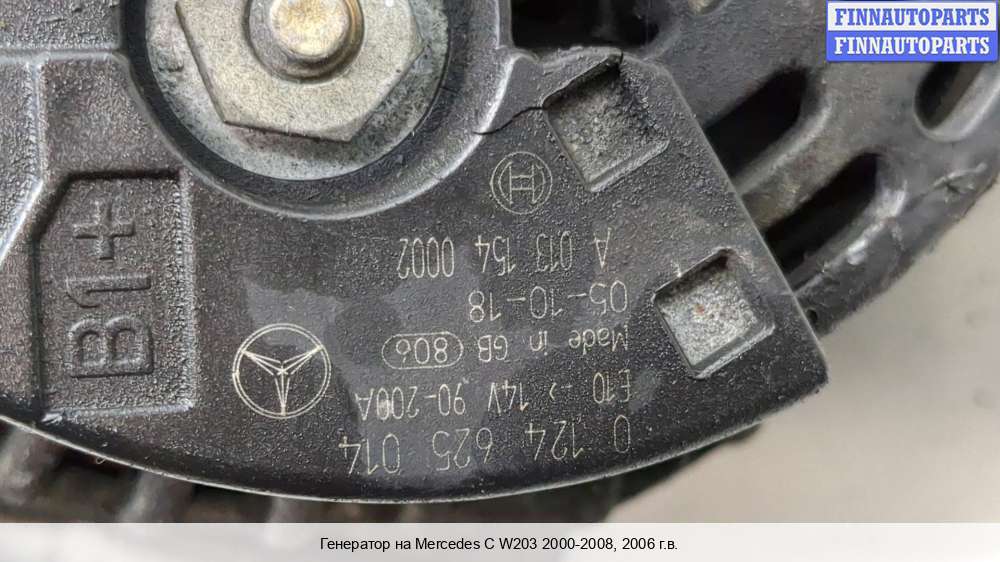 FINNAUTOPARTS
FINNAUTOPARTS
B1+
0 124 625 014
E10 -> 14V 90-200A
Made in GB 806
05-10-18
A 013 154 0002
Генератор на Mercedes C W203 2000-2008, 2006 г.в.